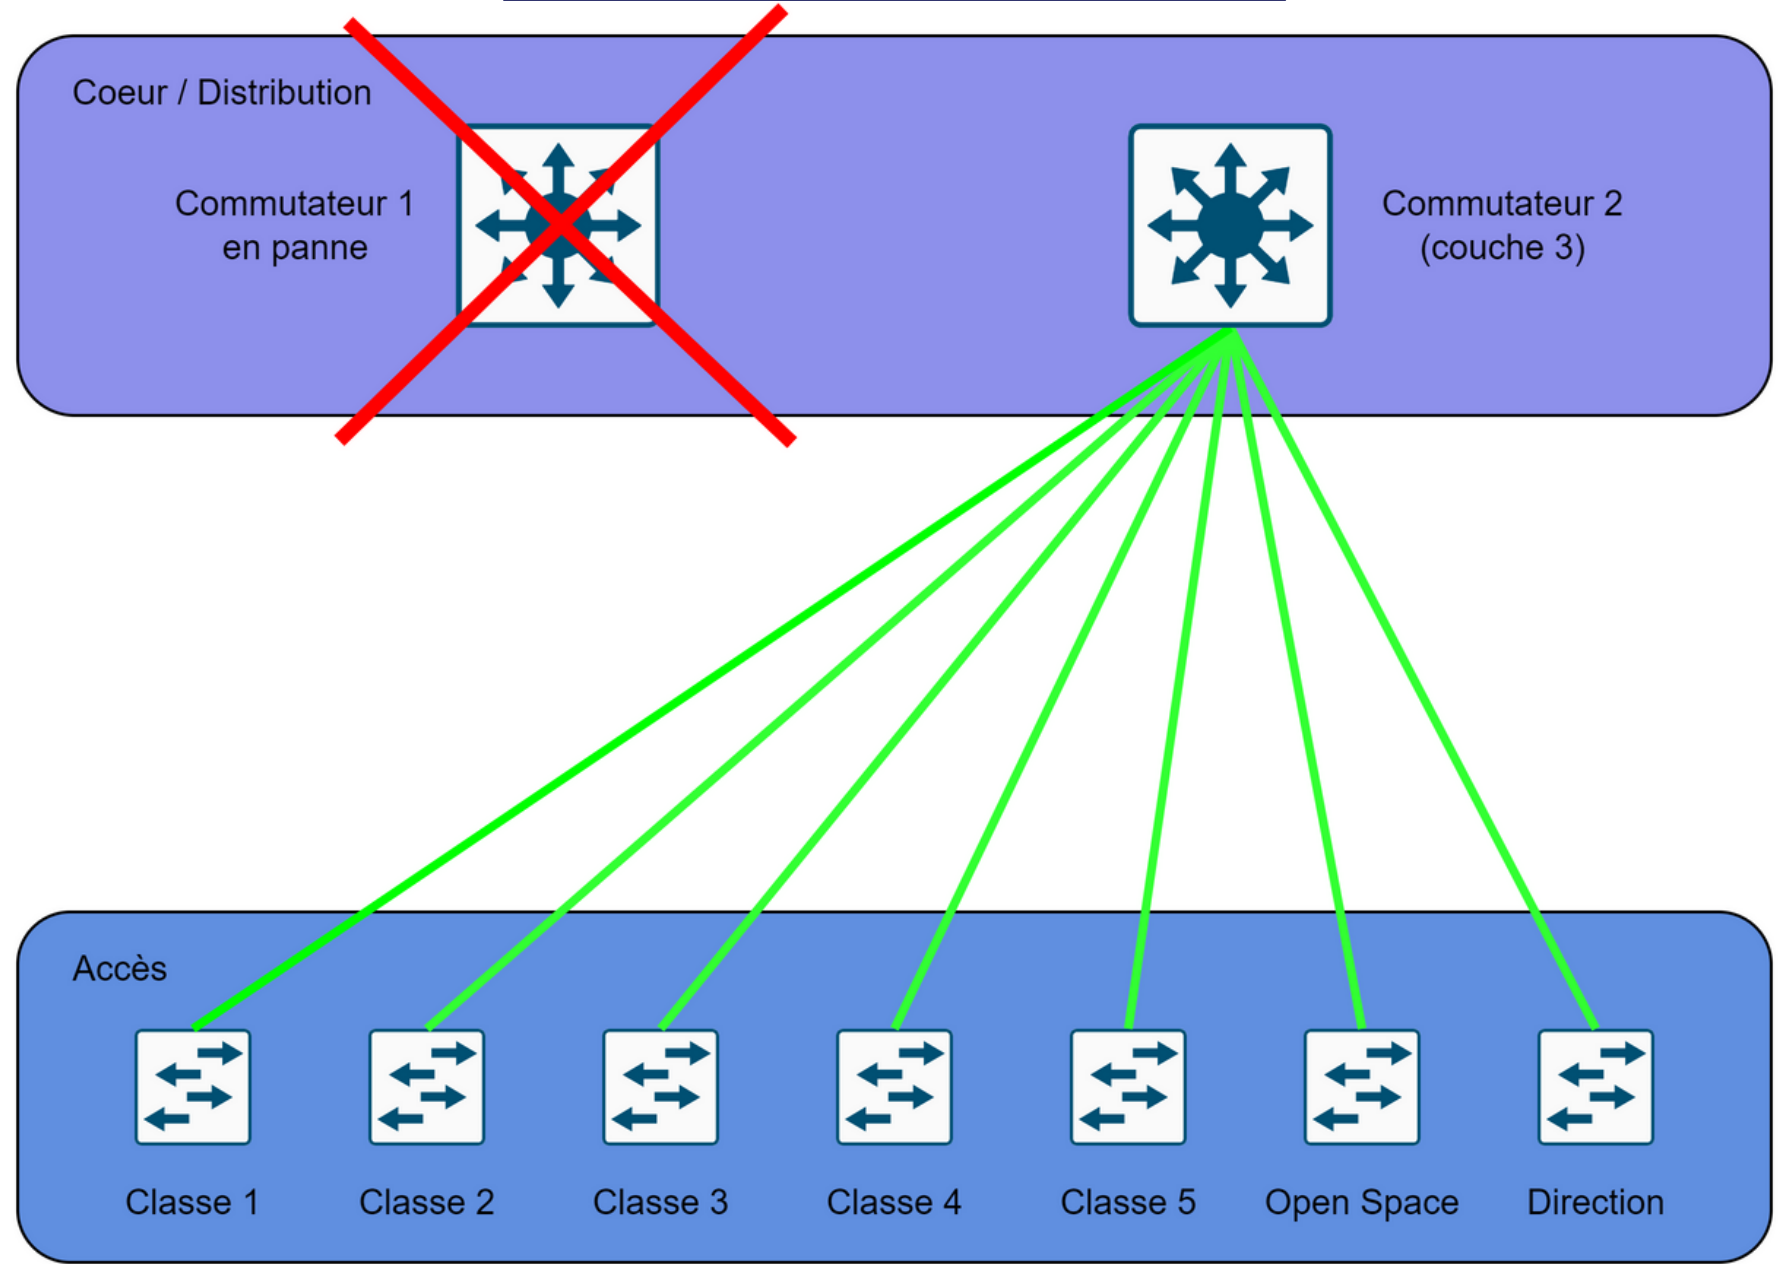 Coeur / Distribution
Commutateur 1
en panne
Commutateur 2
(couche 3)
Accès
Classe 1
Classe 2
Classe 3
Classe 4
Classe 5
Open Space
Direction